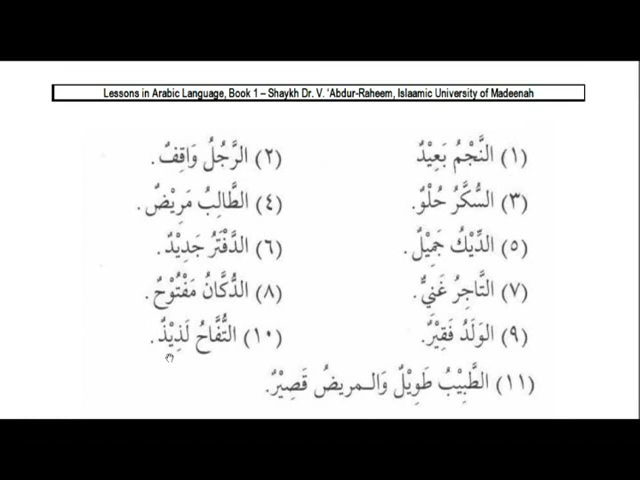 Lessons in Arabic Language, Book 1 – Shaykh Dr. V. 'Abdur-Raheem, Islaamic University of Madeenah
(١) النَّجْمُ بَعِيْدٌ (٢) الرَّجُلُ وَاقِفٌ.
(٣) السُّكَّرُ حُلْوٌ. (٤) الطَّالِبُ مَرِيْضٌ.
(٥) الدِّيْكُ جَمِيْلٌ. (٦) الدَّفْتَرُ جَدِيْدٌ.
(٧) التَّاجِرُ غَنِيٌّ. (٨) الدُّكَّانُ مَفْتُوْحٌ.
(٩) الوَلَدُ فَقِيْرٌ. (١٠) التُّفَّاحُ لَذِيْذٌ.
(١١) الطَّبِيْبُ طَوِيْلٌ وَالـمريضُ قَصِيْرٌ.